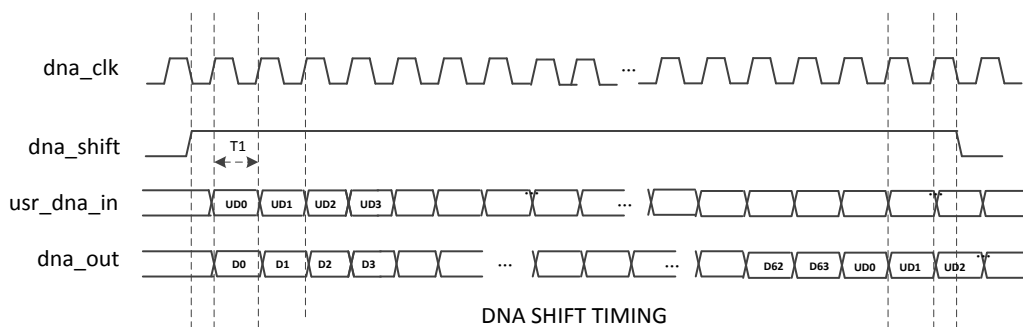 dna_clk
...
dna_shift
T1
usr_dna_in
UD0 UD1 UD2 UD3 ... ... ...
dna_out
D0 D1 D2 D3 ... ... D62 D63 UD0 UD1 UD2 ...
DNA SHIFT TIMING